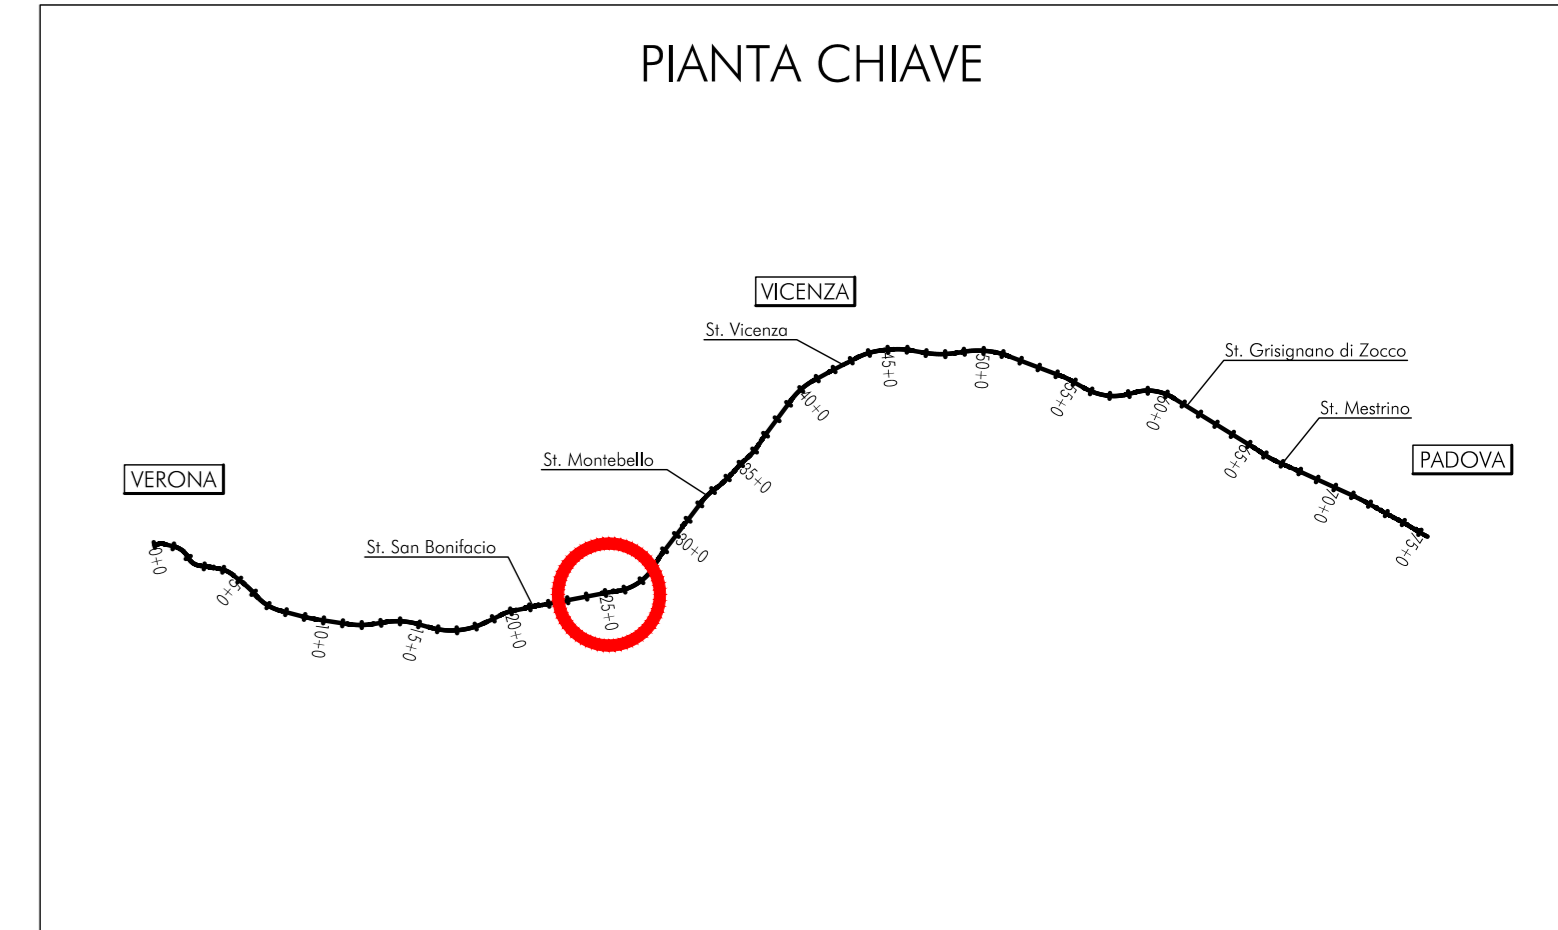 PIANTA CHIAVE
VICENZA
St. Vicenza
St. Grisignano di Zocco
St. Mestrino
St. Montebello
PADOVA
VERONA
St. San Bonifacio
0+0
5+0
10+0
15+0
20+0
25+0
30+0
35+0
40+0
45+0
50+0
55+0
60+0
65+0
70+0
75+0